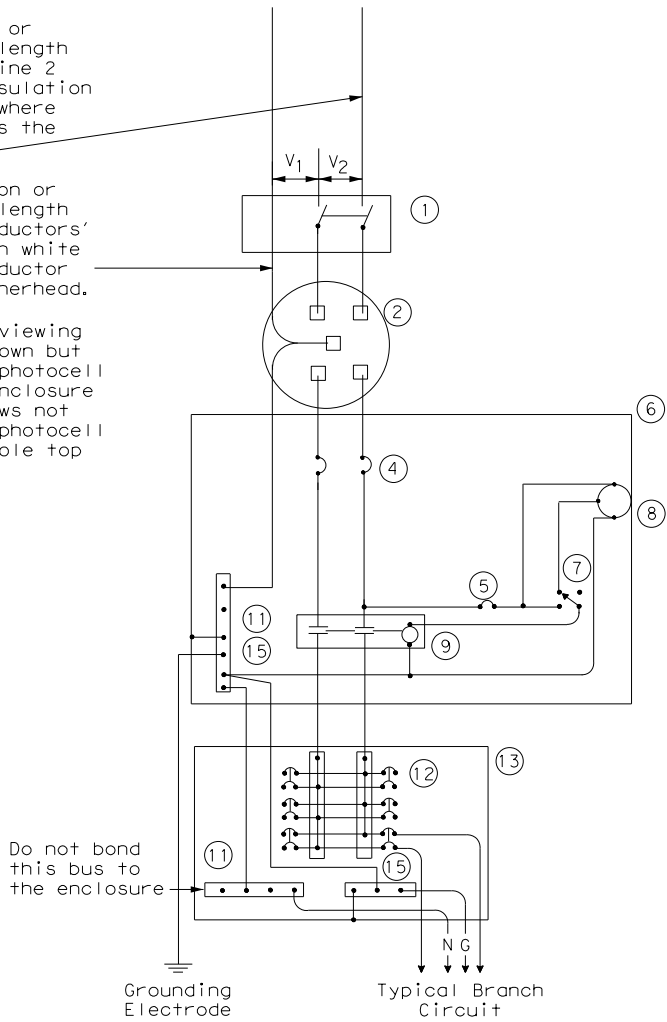 or
length
ine 2
sulation
where
s the
on or
length
ductors'
n white
ductor
herhead.
viewing
own but
photocell
nclosure
ws not
photocell
ole top
V1
V2
1
2
6
4
8
5
7
11
15
9
13
12
Do not bond
this bus to
the enclosure
11
15
N G
Grounding
Electrode
Typical Branch
Circuit